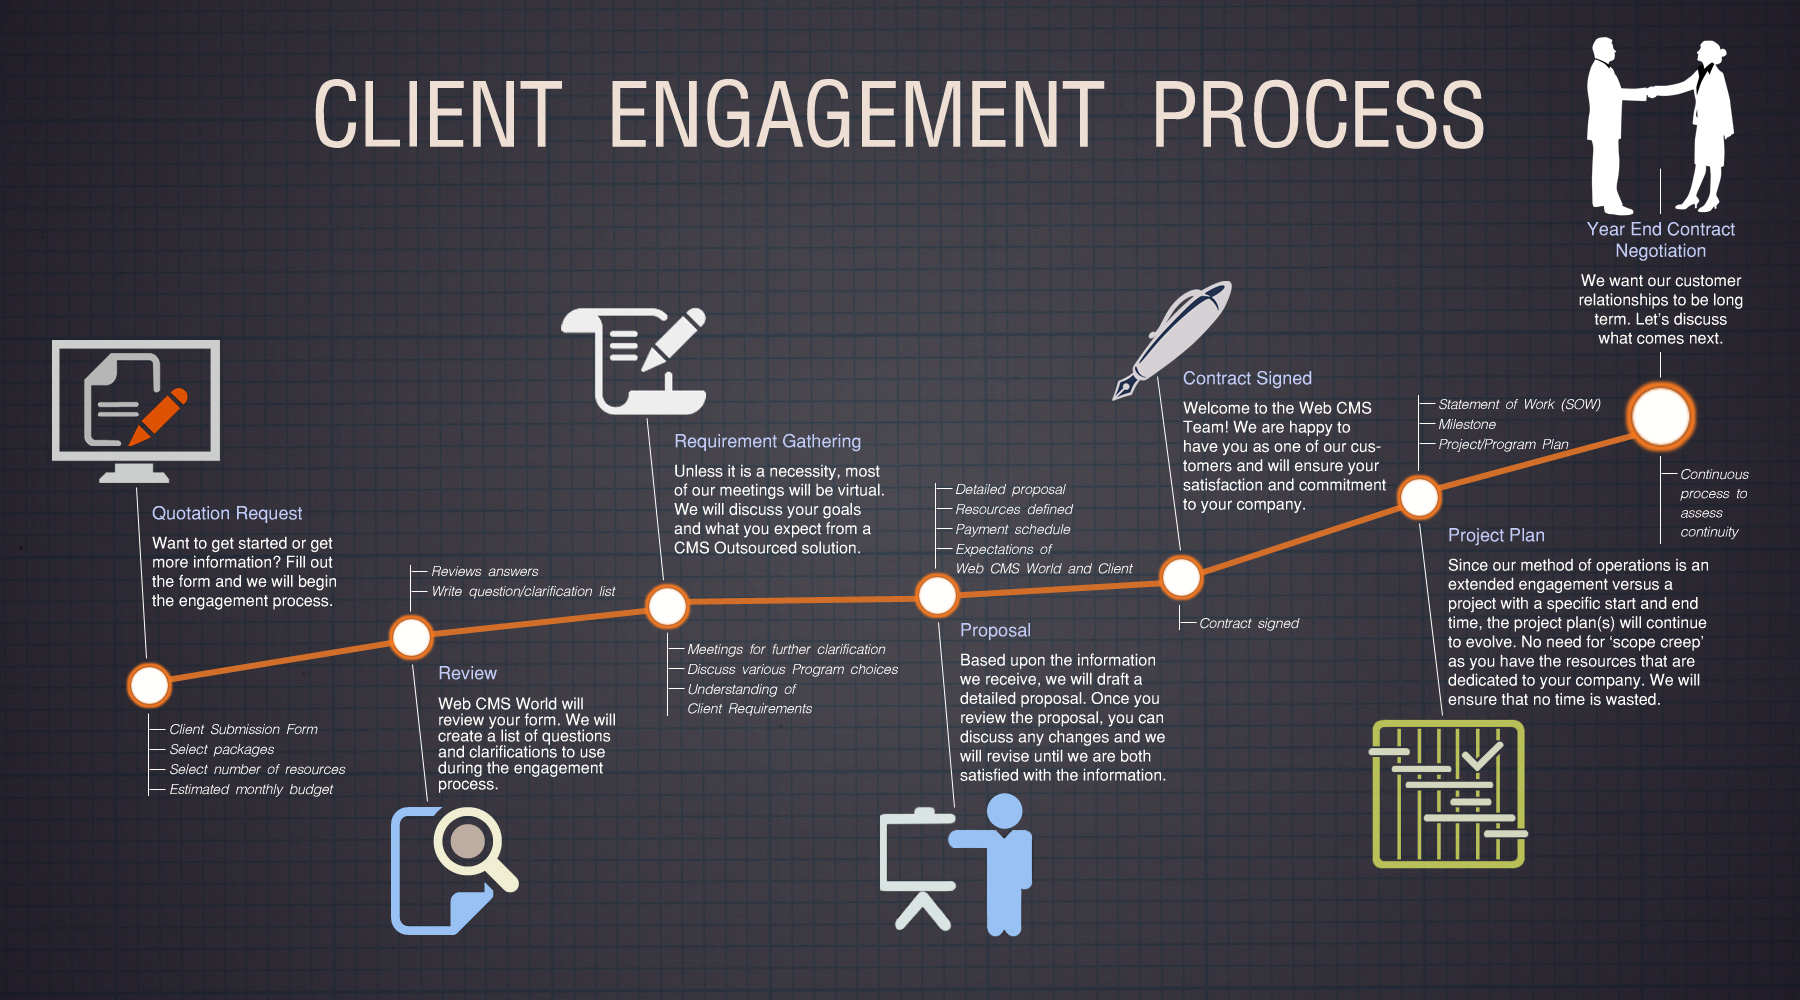 CLIENT ENGAGEMENT PROCESS
Quotation Request
Want to get started or get
more information? Fill out
the form and we will begin
the engagement process.
Client Submission Form
Select packages
Select number of resources
Estimated monthly budget
Reviews answers
Write question/clarification list
Review
Web CMS World will
review your form. We will
create a list of questions
and clarifications to use
during the engagement
process.
Requirement Gathering
Unless it is a necessity, most
of our meetings will be virtual.
We will discuss your goals
and what you expect from a
CMS Outsourced solution.
Meetings for further clarification
Discuss various Program choices
Understanding of
Client Requirements
Detailed proposal
Resources defined
Payment schedule
Expectations of
Web CMS World and Client
Proposal
Based upon the information
we receive, we will draft a
detailed proposal. Once you
review the proposal, you can
discuss any changes and we
will revise until we are both
satisfied with the information.
Contract Signed
Welcome to the Web CMS
Team! We are happy to
have you as one of our cus-
tomers and will ensure your
satisfaction and commitment
to your company.
Contract signed
Statement of Work (SOW)
Milestone
Project/Program Plan
Project Plan
Since our method of operations is an
extended engagement versus a
project with a specific start and end
time, the project plan(s) will continue
to evolve. No need for ‘scope creep’
as you have the resources that are
dedicated to your company. We will
ensure that no time is wasted.
Year End Contract
Negotiation
We want our customer
relationships to be long
term. Let’s discuss
what comes next.
Continuous
process to
assess
continuity